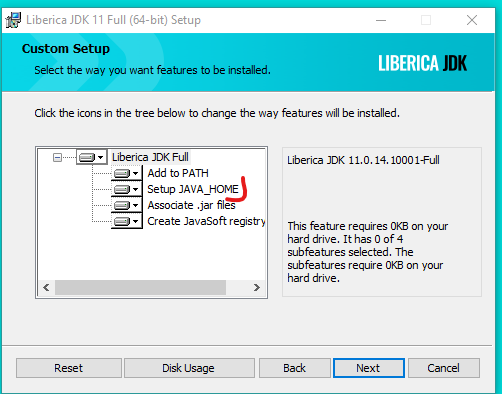 Liberica JDK 11 Full (64-bit) Setup
Custom Setup
Select the way you want features to be installed.
LIBERICA JDK
Click the icons in the tree below to change the way features will be installed.
Liberica JDK Full
Add to PATH
Setup JAVA_HOME
Associate .jar files
Create JavaSoft registry
Liberica JDK 11.0.14.10001-Full
This feature requires 0KB on your
hard drive. It has 0 of 4
subfeatures selected. The
subfeatures require 0KB on your
hard drive.
Reset
Disk Usage
Back
Next
Cancel